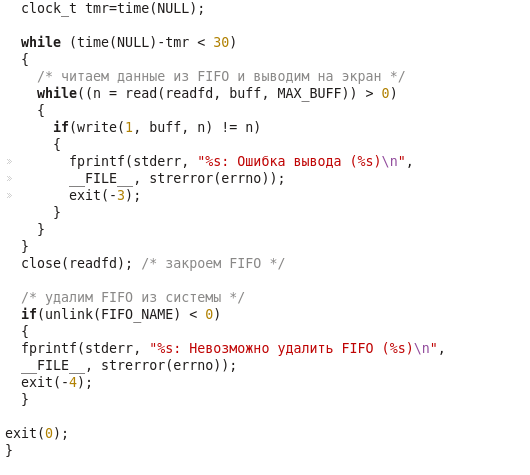 clock_t tmr=time(NULL);
while (time(NULL)-tmr < 30)
{
/* читаем данные из FIFO и выводим на экран */
while((n = read(readfd, buff, MAX_BUFF)) > 0)
{
if(write(1, buff, n) != n)
{
» fprintf(stderr, "%s: Ошибка вывода (%s)\n",
» __FILE__, strerror(errno));
» exit(-3);
}
}
}
close(readfd); /* закроем FIFO */
/* удалим FIFO из системы */
if(unlink(FIFO_NAME) < 0)
{
fprintf(stderr, "%s: Невозможно удалить FIFO (%s)\n",
__FILE__, strerror(errno));
exit(-4);
}
exit(0);
}